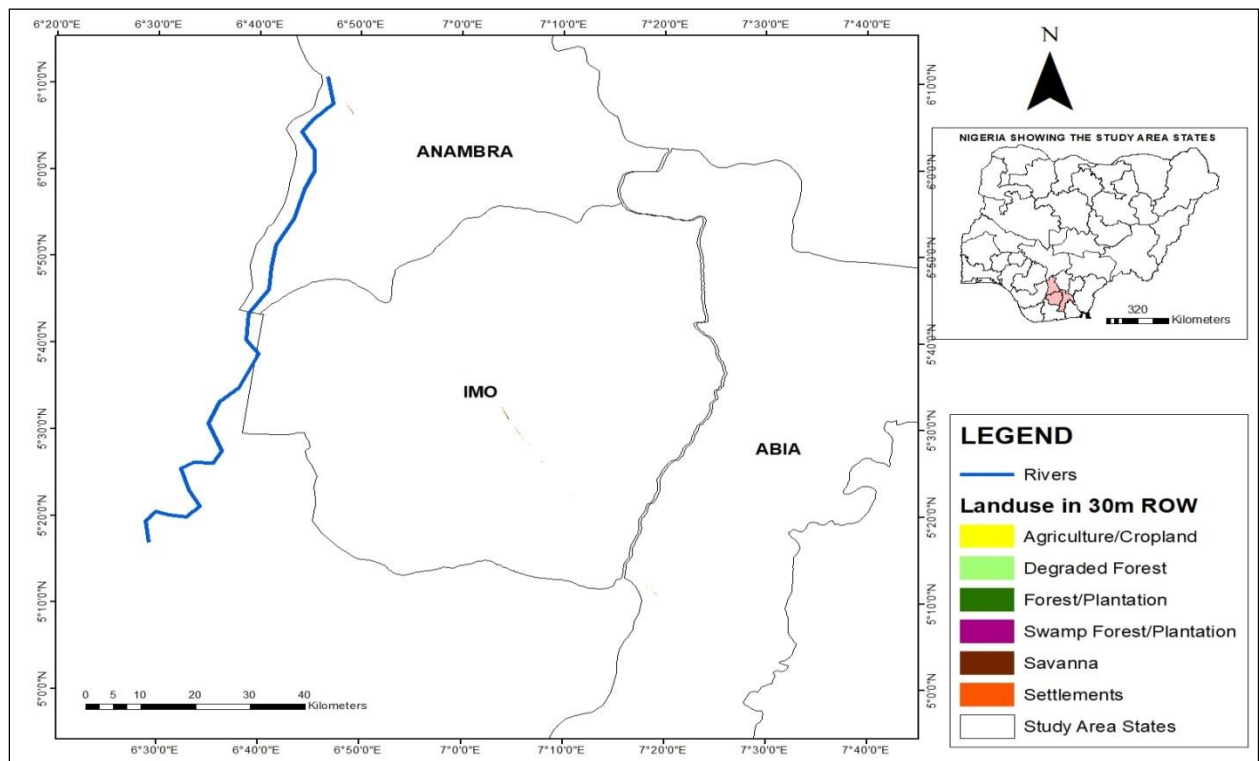 6°20'0"E 6°30'0"E 6°40'0"E 6°50'0"E 7°0'0"E 7°10'0"E 7°20'0"E 7°30'0"E 7°40'0"E
6°10'0"N
6°0'0"N
5°50'0"N
5°40'0"N
5°30'0"N
5°20'0"N
5°10'0"N
5°0'0"N
ANAMBRA
IMO
ABIA
0 5 10 20 30 40
Kilometers
6°10'0"N
6°0'0"N
5°50'0"N
5°40'0"N
5°30'0"N
5°20'0"N
5°10'0"N
5°0'0"N
6°30'0"E 6°40'0"E 6°50'0"E 7°0'0"E 7°10'0"E 7°20'0"E 7°30'0"E 7°40'0"E
N
NIGERIA SHOWING THE STUDY AREA STATES
320
Kilometers
LEGEND
Rivers
Landuse in 30m ROW
Agriculture/Cropland
Degraded Forest
Forest/Plantation
Swamp Forest/Plantation
Savanna
Settlements
Study Area States